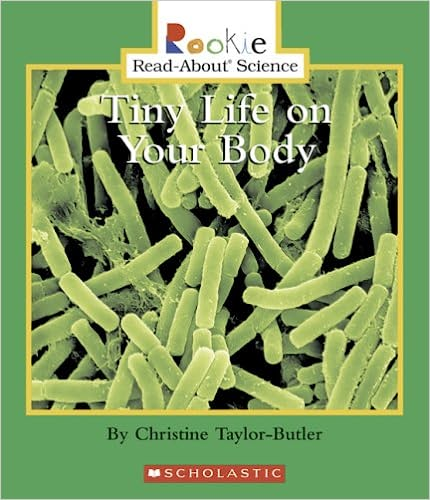 Rookie
Read-About® Science
Tiny Life on
Your Body
By Christine Taylor-Butler
SCHOLASTIC